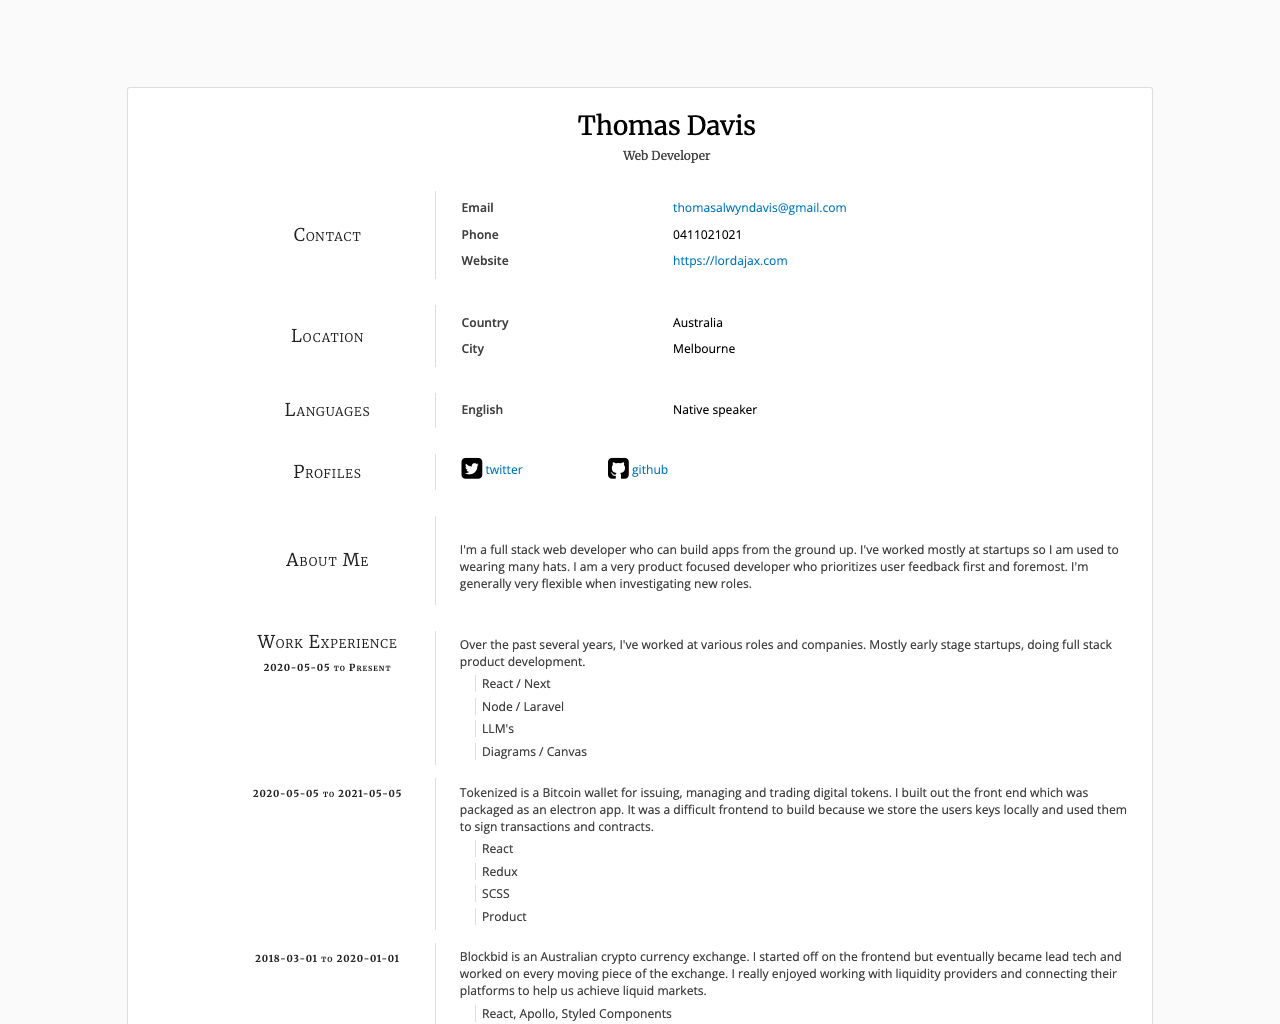 Thomas Davis
Web Developer
Contact
Email thomasalwyndavis@gmail.com
Phone 0411021021
Website https://lordajax.com
Location
Country Australia
City Melbourne
Languages
English Native speaker
Profiles
twitter github
About Me
I'm a full stack web developer who can build apps from the ground up. I've worked mostly at startups so I am used to
wearing many hats. I am a very product focused developer who prioritizes user feedback first and foremost. I'm
generally very flexible when investigating new roles.
Work Experience
2020-05-05 to Present
Over the past several years, I've worked at various roles and companies. Mostly early stage startups, doing full stack
product development.
React / Next
Node / Laravel
LLM's
Diagrams / Canvas
2020-05-05 to 2021-05-05
Tokenized is a Bitcoin wallet for issuing, managing and trading digital tokens. I built out the front end which was
packaged as an electron app. It was a difficult frontend to build because we store the users keys locally and used them
to sign transactions and contracts.
React
Redux
SCSS
Product
2018-03-01 to 2020-01-01
Blockbid is an Australian crypto currency exchange. I started off on the frontend but eventually became lead tech and
worked on every moving piece of the exchange. I really enjoyed working with liquidity providers and connecting their
platforms to help us achieve liquid markets.
React, Apollo, Styled Components